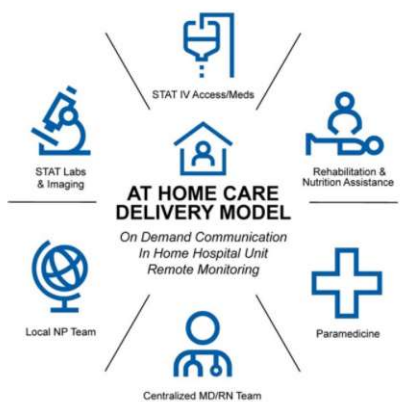 STAT IV Access/Meds
STAT Labs
& Imaging
Rehabilitation &
Nutrition Assistance
AT HOME CARE
DELIVERY MODEL
On Demand Communication
In Home Hospital Unit
Remote Monitoring
Local NP Team
Paramedicine
Centralized MD/RN Team